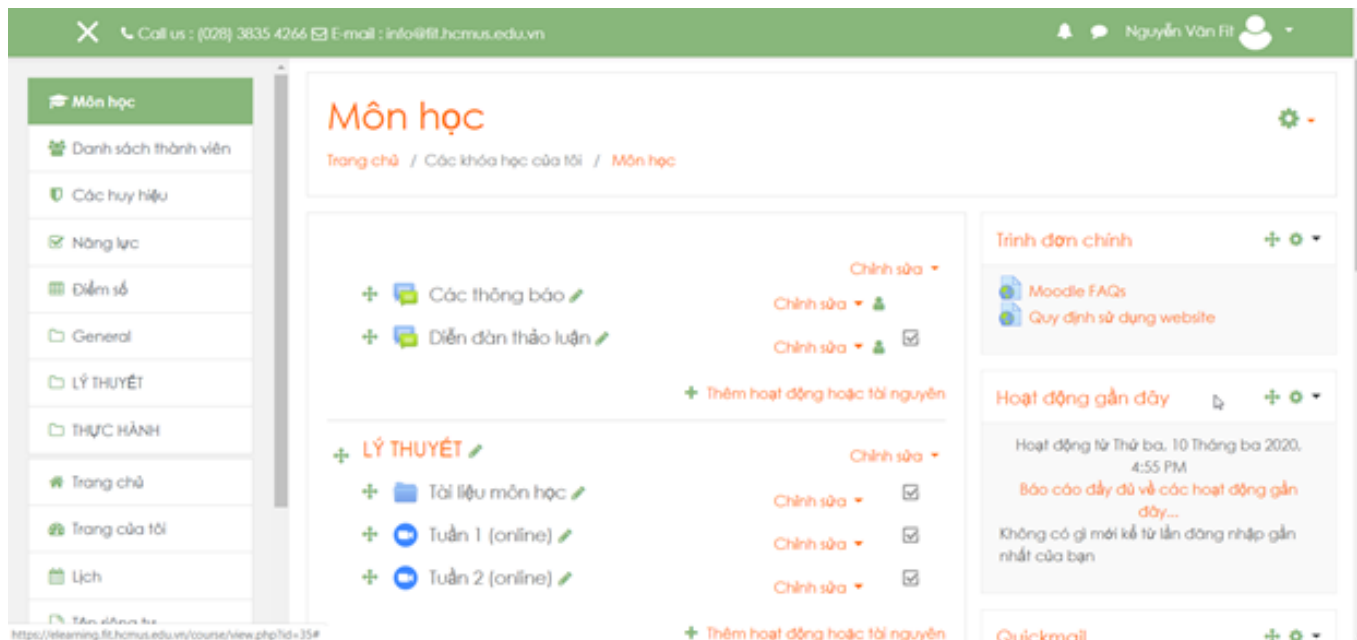 Call us : (028) 3835 4266 E-mail : info@fit.hcmus.edu.vn
Nguyễn Văn Fit
Môn học
Danh sách thành viên
Các huy hiệu
Năng lực
Điểm số
General
LÝ THUYẾT
THỰC HÀNH
Trang chủ
Trang của tôi
Lịch
Tệp riêng tư
https://elearning.fit.hcmus.edu.vn/course/view.php?id=35#
Môn học
Trang chủ / Các khóa học của tôi / Môn học
Chỉnh sửa
Các thông báo
Chỉnh sửa
Diễn đàn thảo luận
Chỉnh sửa
Thêm hoạt động hoặc tài nguyên
LÝ THUYẾT
Chỉnh sửa
Tài liệu môn học
Chỉnh sửa
Tuần 1 (online)
Chỉnh sửa
Tuần 2 (online)
Chỉnh sửa
Thêm hoạt động hoặc tài nguyên
Trình đơn chính
Moodle FAQs
Quy định sử dụng website
Hoạt động gần đây
Hoạt động từ Thứ ba, 10 Tháng ba 2020,
4:55 PM
Báo cáo đầy đủ về các hoạt động gần
đây...
Không có gì mới kể từ lần đăng nhập gần
nhất của bạn
Quickmail